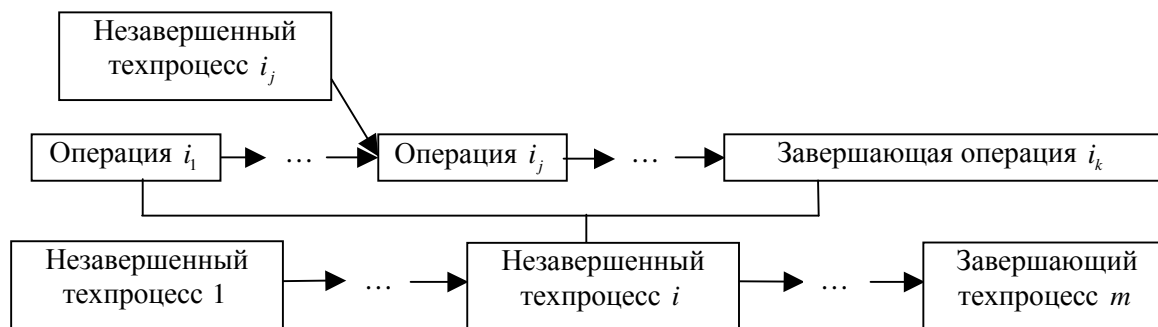 Незавершенный
техпроцесс i_j
Операция i_1 … Операция i_j … Завершающая операция i_k
Незавершенный
техпроцесс 1
…
Незавершенный
техпроцесс i
…
Завершающий
техпроцесс m